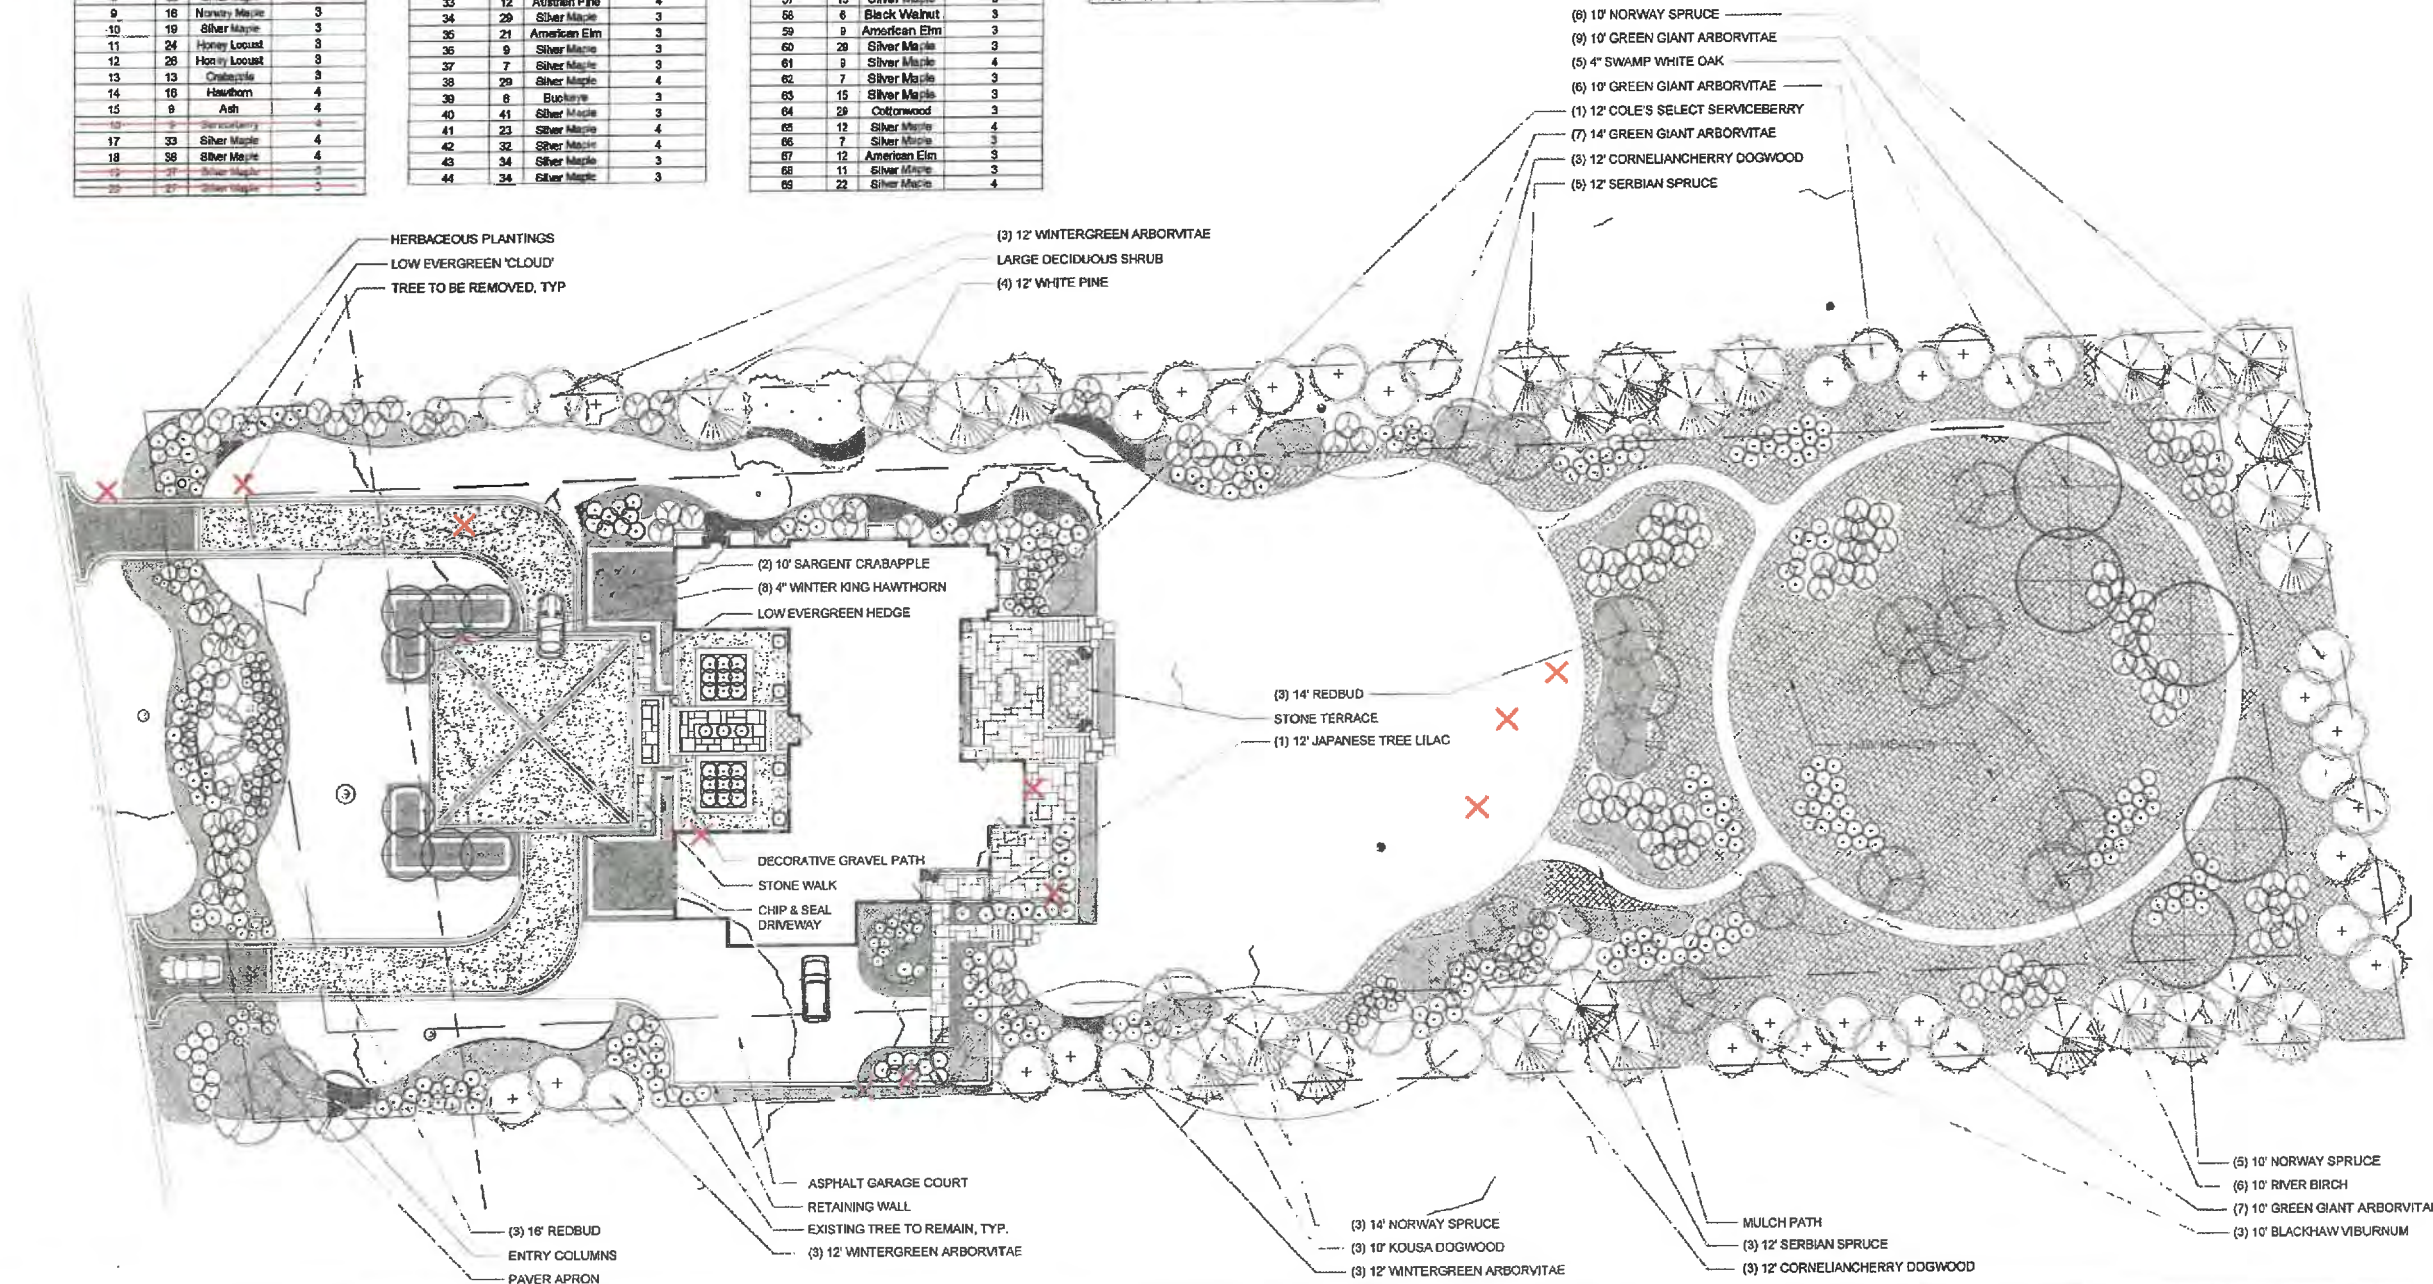 9 16 Norway Maple 3
10 19 Silver Maple 3
11 24 Honey Locust 3
12 26 Honey Locust 3
13 13 Crabapple 3
14 16 Hawthorn 4
15 9 Ash 4
Serviceberry
17 33 Silver Maple 4
18 36 Silver Maple 4
Silver Maple
Silver Maple
33 12 Austrian Pine 4
34 29 Silver Maple 3
35 21 American Elm 3
36 9 Silver Maple 3
37 7 Silver Maple 3
38 29 Silver Maple 4
39 6 Buckeye 3
40 41 Silver Maple 3
41 23 Silver Maple 4
42 32 Silver Maple 4
43 34 Silver Maple 3
44 34 Silver Maple 3
58 6 Black Walnut 3
59 9 American Elm 3
60 29 Silver Maple 3
61 9 Silver Maple 4
62 7 Silver Maple 3
63 15 Silver Maple 3
64 29 Cottonwood 3
65 12 Silver Maple 4
66 7 Silver Maple 3
67 12 American Elm 3
68 11 Silver Maple 3
69 22 Silver Maple 4
(6) 10' NORWAY SPRUCE
(9) 10' GREEN GIANT ARBORVITAE
(5) 4" SWAMP WHITE OAK
(6) 10' GREEN GIANT ARBORVITAE
(1) 12' COLE'S SELECT SERVICEBERRY
(7) 14' GREEN GIANT ARBORVITAE
(3) 12' CORNELIANCHERRY DOGWOOD
(5) 12' SERBIAN SPRUCE
HERBACEOUS PLANTINGS
LOW EVERGREEN 'CLOUD'
TREE TO BE REMOVED, TYP
(3) 12' WINTERGREEN ARBORVITAE
LARGE DECIDUOUS SHRUB
(4) 12' WHITE PINE
(2) 10' SARGENT CRABAPPLE
(8) 4" WINTER KING HAWTHORN
LOW EVERGREEN HEDGE
(3) 14' REDBUD
STONE TERRACE
(1) 12' JAPANESE TREE LILAC
DECORATIVE GRAVEL PATH
STONE WALK
CHIP & SEAL
DRIVEWAY
ASPHALT GARAGE COURT
RETAINING WALL
EXISTING TREE TO REMAIN, TYP.
(3) 12' WINTERGREEN ARBORVITAE
(3) 16' REDBUD
ENTRY COLUMNS
PAVER APRON
(3) 14' NORWAY SPRUCE
(3) 10' KOUSA DOGWOOD
(3) 12' WINTERGREEN ARBORVITAE
MULCH PATH
(3) 12' SERBIAN SPRUCE
(3) 12' CORNELIANCHERRY DOGWOOD
(5) 10' NORWAY SPRUCE
(6) 10' RIVER BIRCH
(7) 10' GREEN GIANT ARBORVITAE
(3) 10' BLACKHAW VIBURNUM